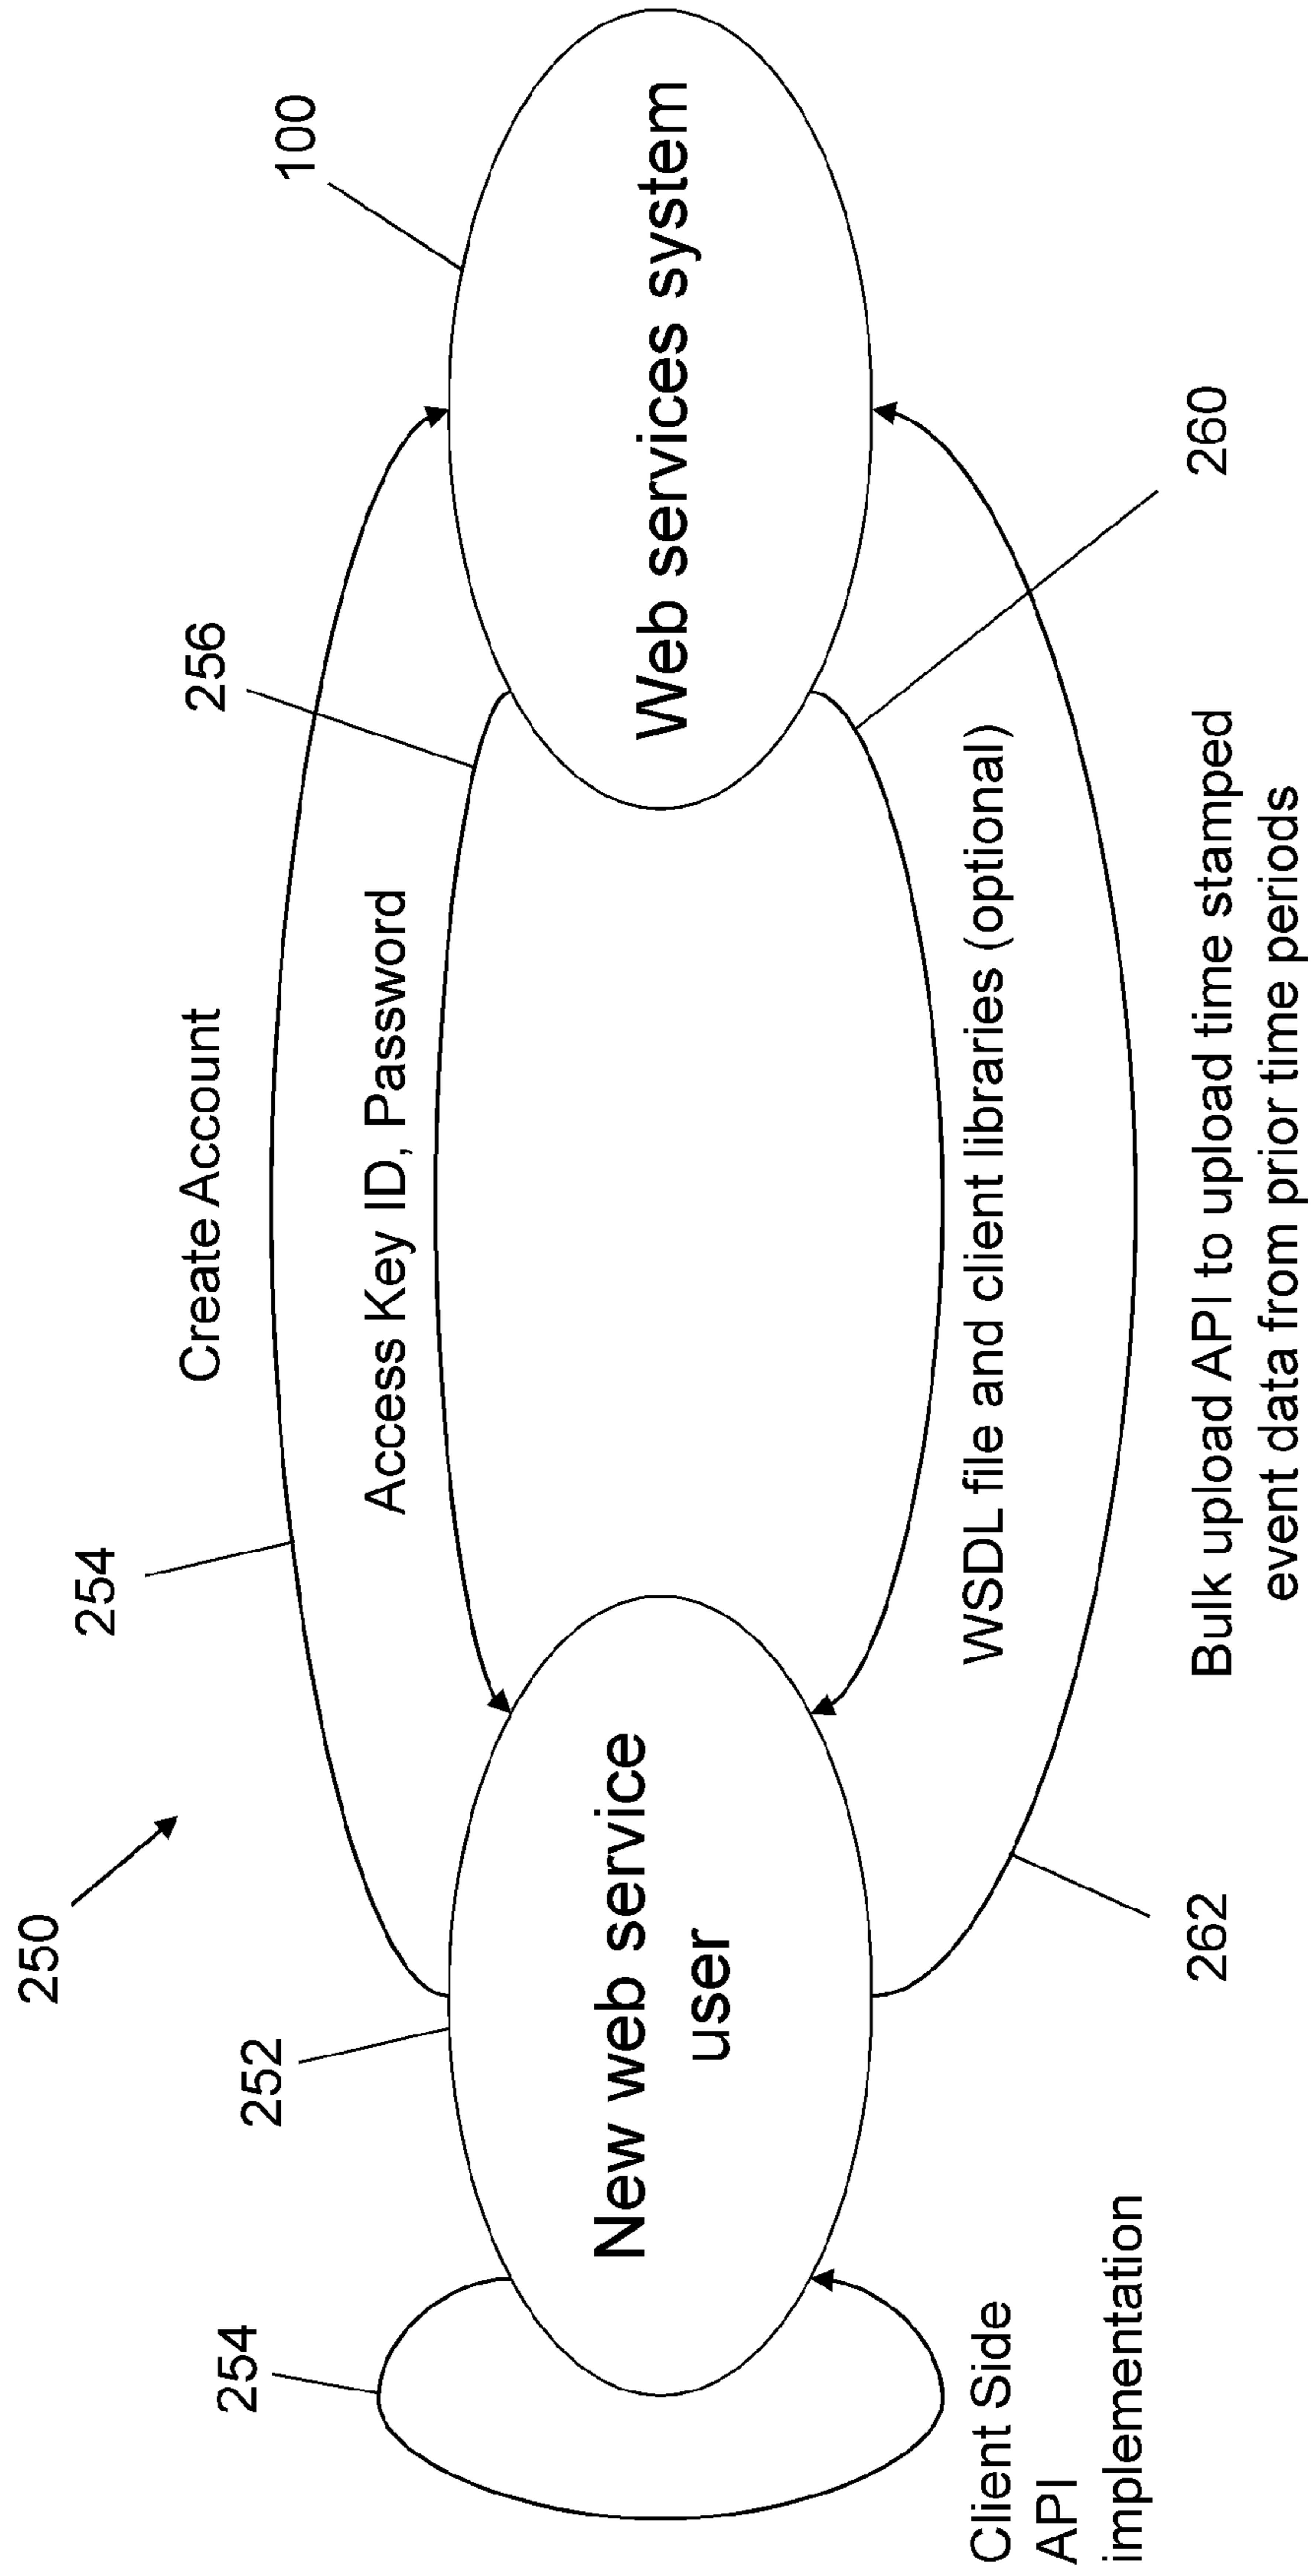 250
254
Create Account
256
100
252
Access Key ID, Password
254
New web service
user
Web services system
Client Side
API
implementation
WSDL file and client libraries (optional)
262
260
Bulk upload API to upload time stamped
event data from prior time periods